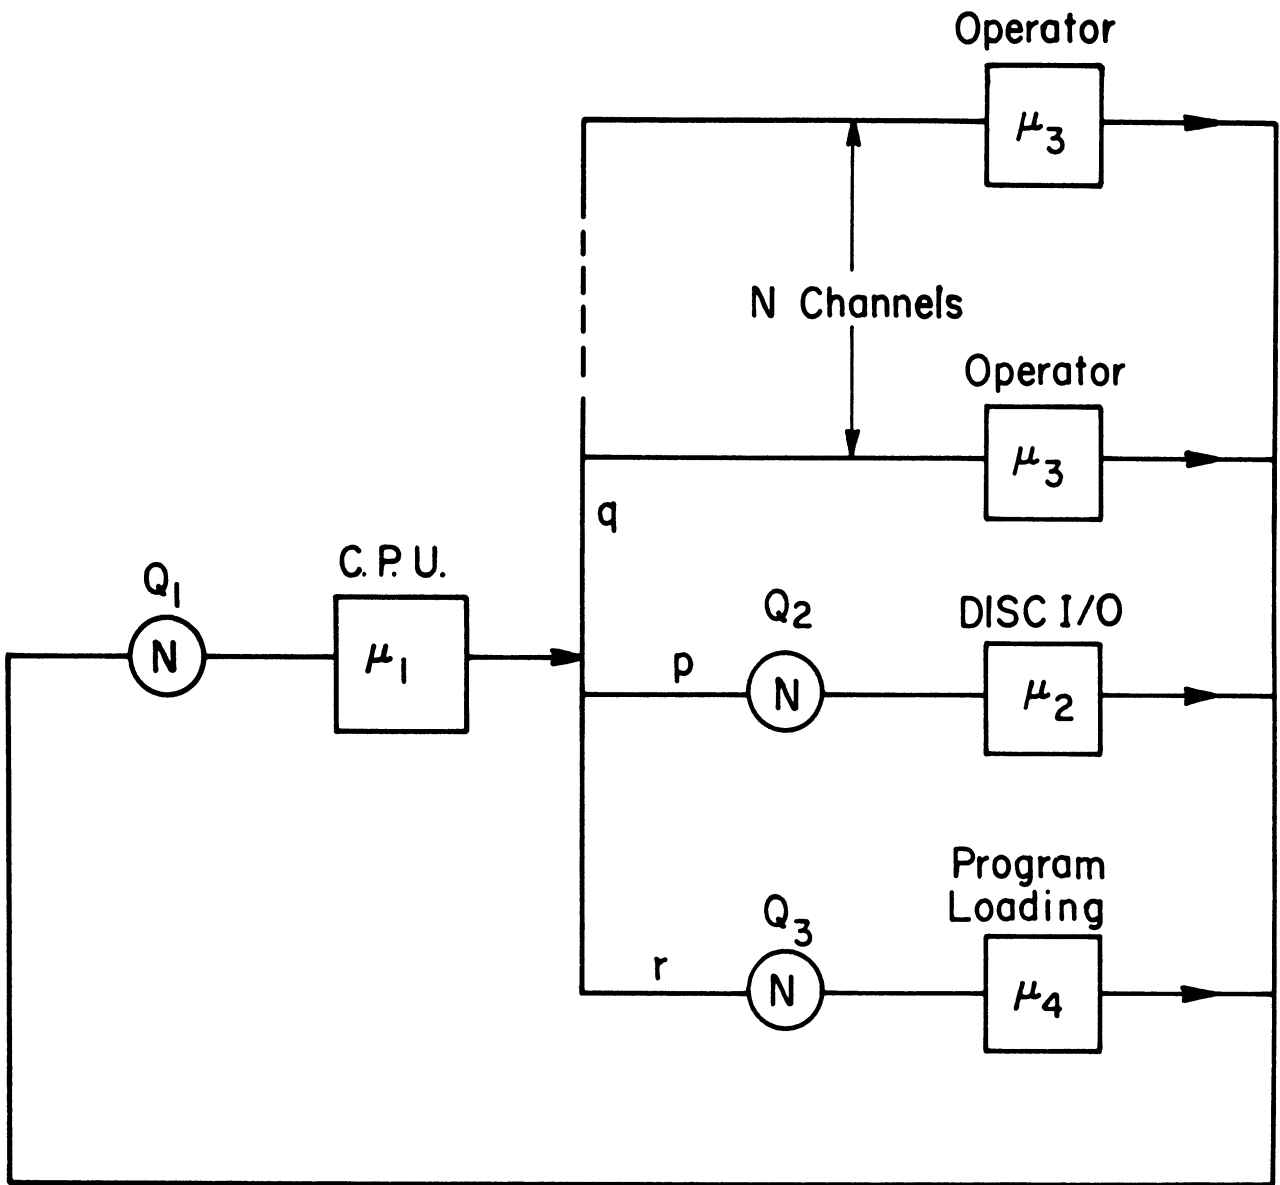 Operator
μ3
N Channels
Operator
μ3
q
C.P.U.
Q1
N
μ1
p
Q2
N
DISC I/O
μ2
Program
Loading
Q3
r
N
μ4